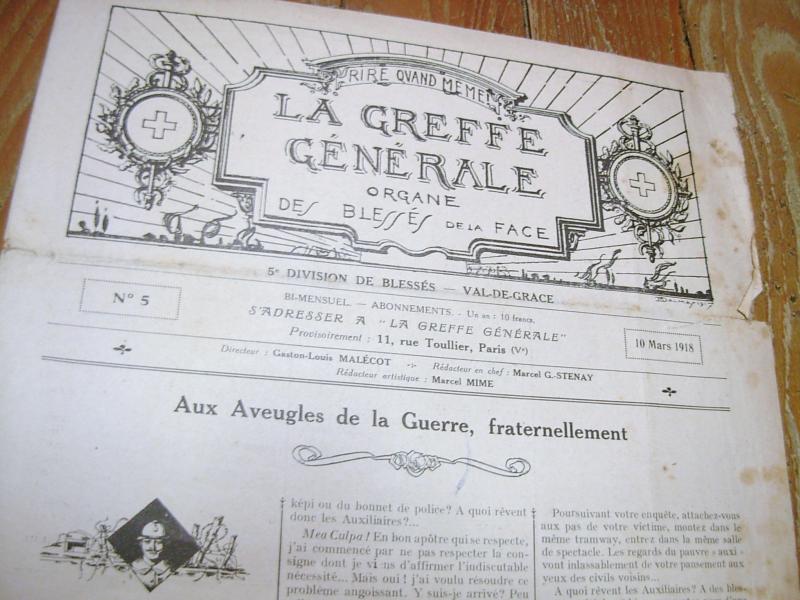 RIRE QUAND MEME
LA GREFFE
GÉNÉRALE
ORGANE
DES BLESSÉS DE LA FACE
5e DIVISION DE BLESSÉS — VAL-DE-GRACE
No 5
BI-MENSUEL. — ABONNEMENTS. - Un an : 10 francs.
S'ADRESSER A "LA GREFFE GÉNÉRALE"
Provisoirement : 11, rue Toullier, Paris (Ve)
10 Mars 1918
Directeur : Gaston-Louis MALÉCOT -:- Rédacteur en chef : Marcel G.-STENAY
Rédacteur artistique : Marcel MIME
Aux Aveugles de la Guerre, fraternellement
képi ou du bonnet de police? A quoi rêvent
donc les Auxiliaires?...
Mea Culpa! En bon apôtre qui se respecte,
j'ai commencé par ne pas respecter la con-
signe dont je viens d'affirmer l'indiscutable
nécessité... Mais oui! j'ai voulu résoudre ce
problème angoissant. Y suis-je arrivé? Peu
Poursuivant votre enquête, attachez-vous
aux pas de votre victime, montez dans le
même tramway, entrez dans la même salle
de spectacle. Les regards du pauvre "auxi"
vont inlassablement de votre pansement aux
yeux des civils voisins...
A quoi rêvent les Auxiliaires? A des bles-